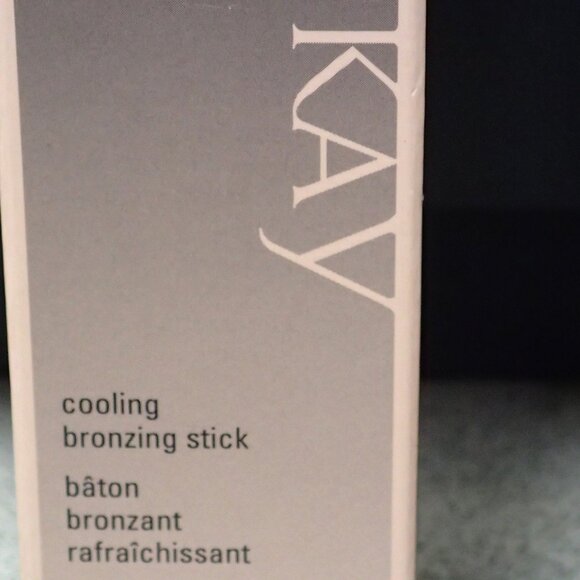 KAY
cooling
bronzing stick
bâton
bronzant
rafraîchissant